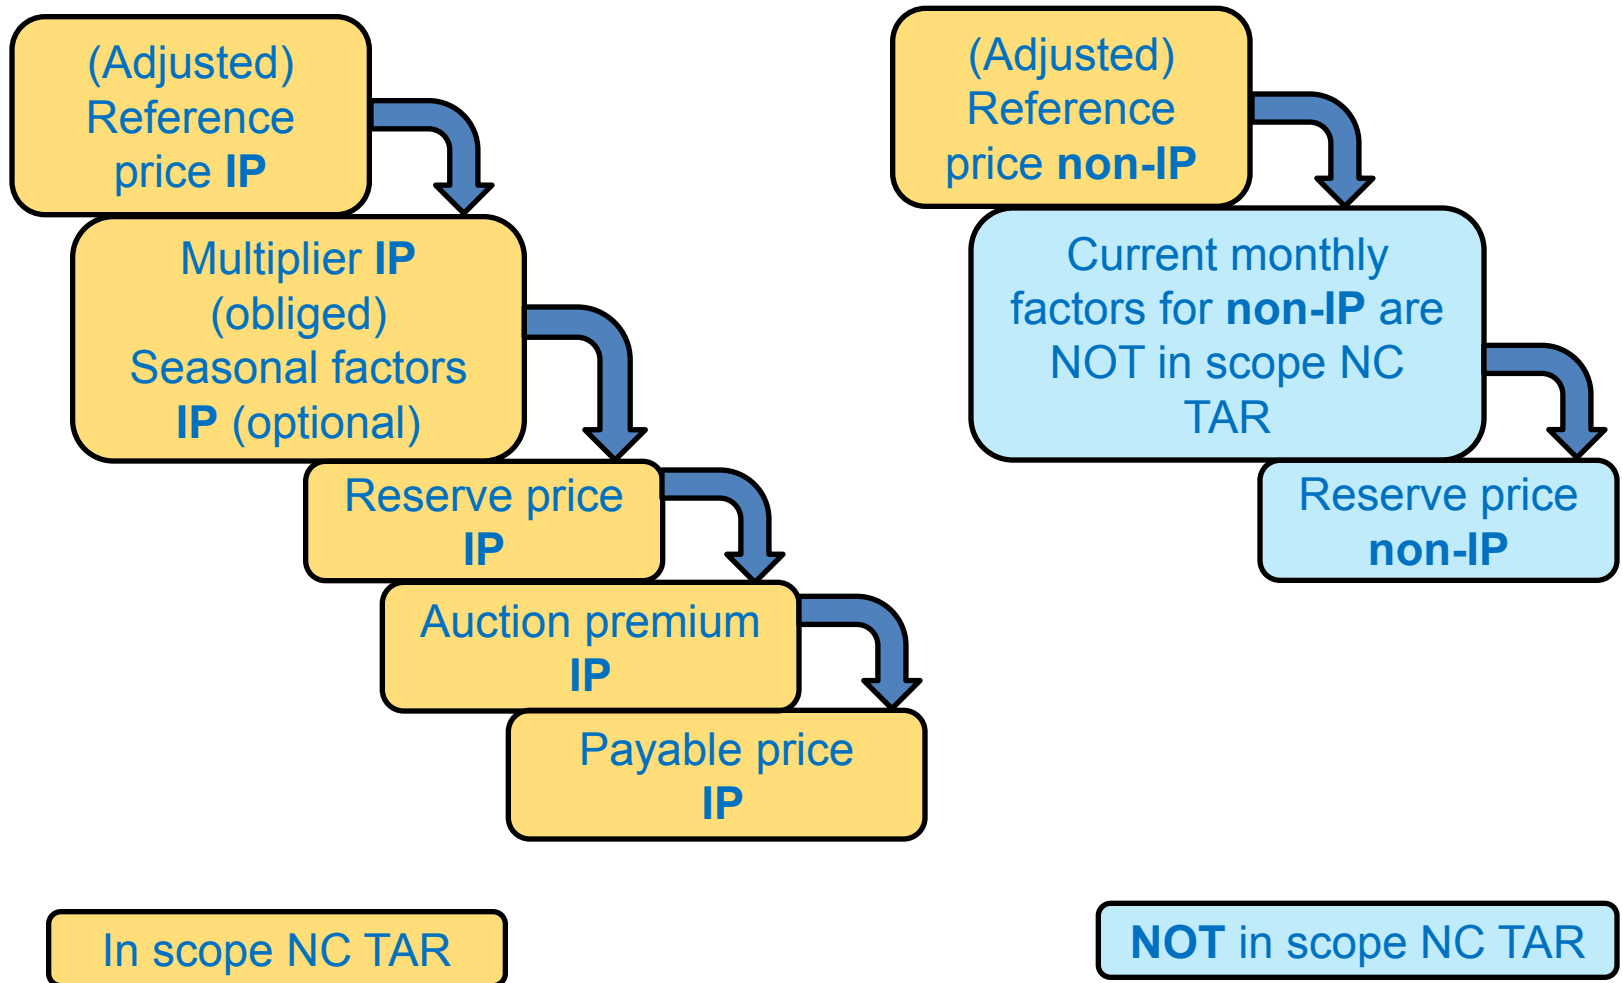 (Adjusted)
Reference
price IP
Multiplier IP
(obliged)
Seasonal factors
IP (optional)
Reserve price
IP
Auction premium
IP
Payable price
IP
(Adjusted)
Reference
price non-IP
Current monthly
factors for non-IP are
NOT in scope NC
TAR
Reserve price
non-IP
In scope NC TAR
NOT in scope NC TAR